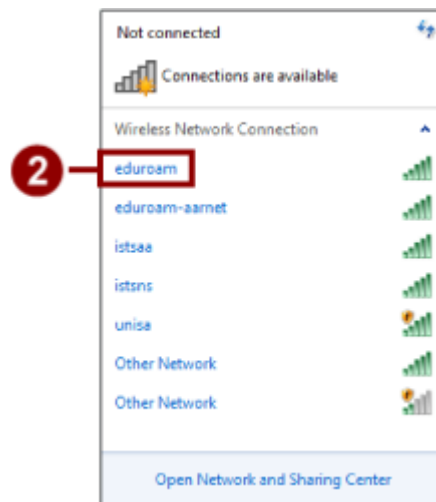 Not connected
Connections are available
Wireless Network Connection
2
eduroam
eduroam-aarnet
istsaa
istsns
unisa
Other Network
Other Network
Open Network and Sharing Center